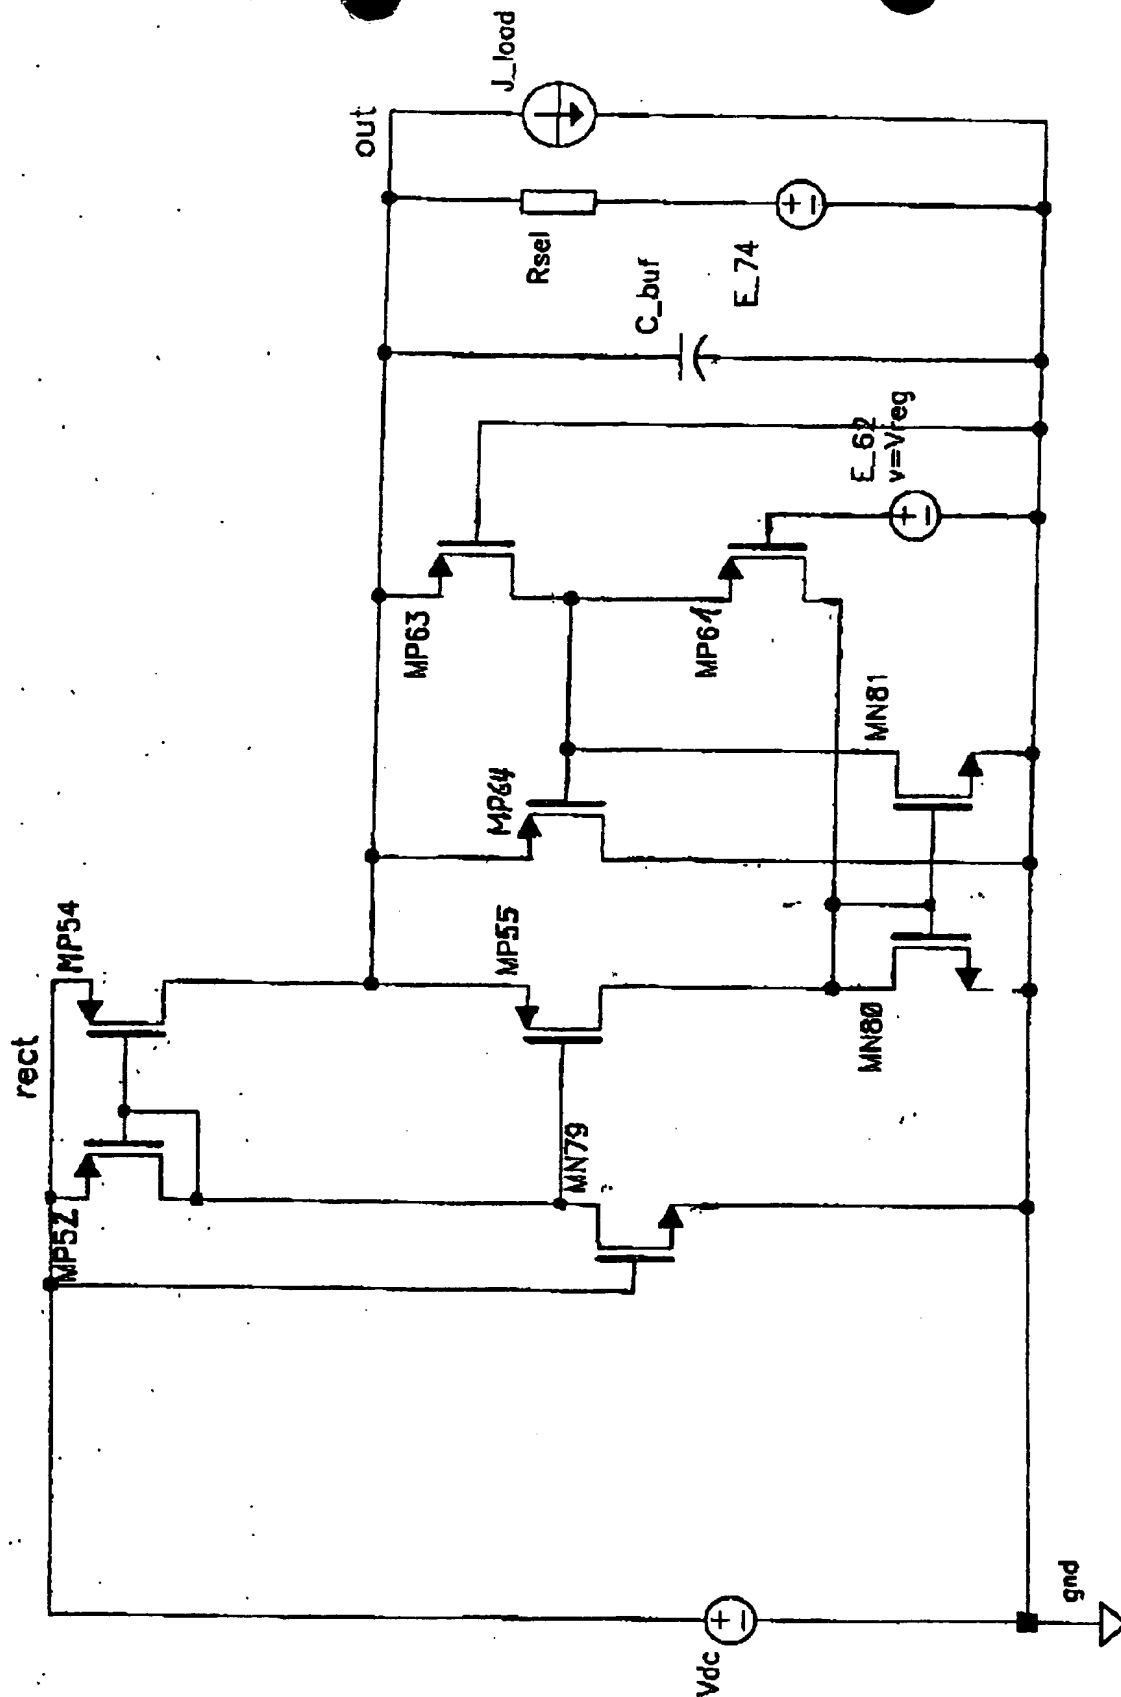 rect
MP52
MP54
out
J_load
Rsel
C_buf
E_74
MP63
MP64
MP61
E_62
v=Vreg
MP55
MN79
MN81
MN80
Vdc
gnd